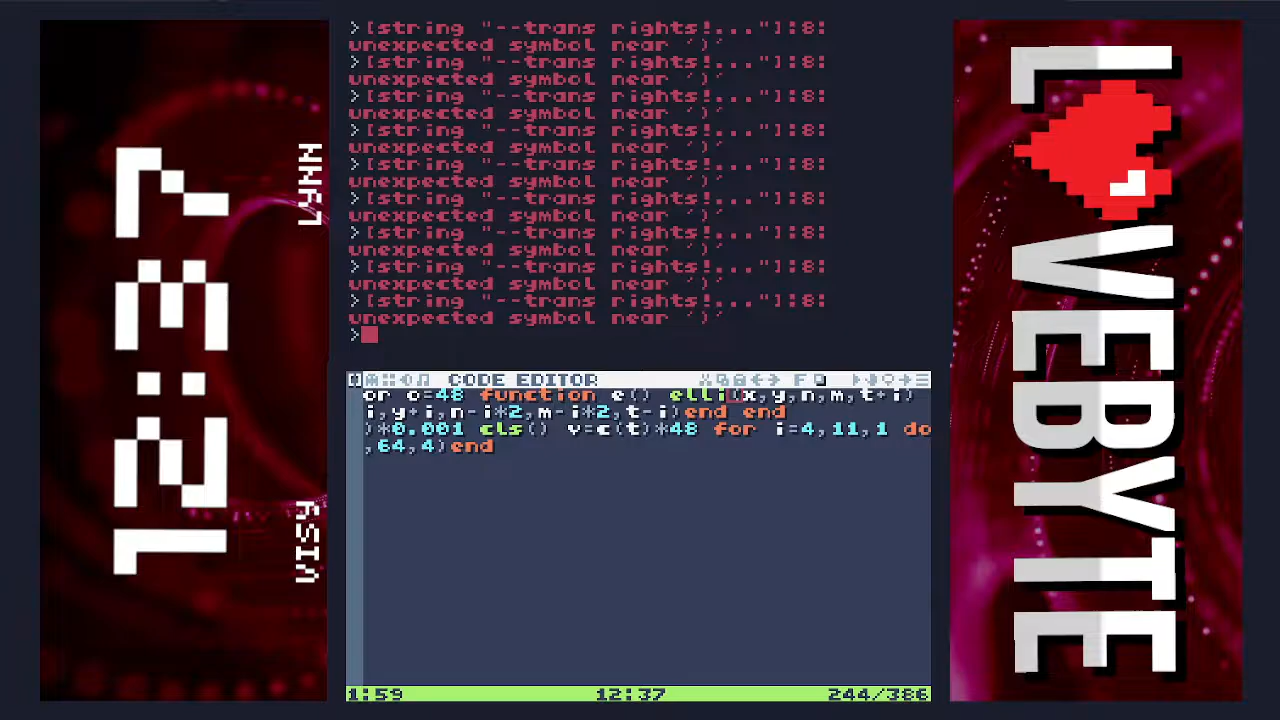 12:37
LYNN
VISA
>[string "--trans rights!..."]:8:
unexpected symbol near ')'
>[string "--trans rights!..."]:8:
unexpected symbol near ')'
>[string "--trans rights!..."]:8:
unexpected symbol near ')'
>[string "--trans rights!..."]:8:
unexpected symbol near ')'
>[string "--trans rights!..."]:8:
unexpected symbol near ')'
>[string "--trans rights!..."]:8:
unexpected symbol near ')'
>[string "--trans rights!..."]:8:
unexpected symbol near ')'
>[string "--trans rights!..."]:8:
unexpected symbol near ')'
>[string "--trans rights!..."]:8:
unexpected symbol near ')'
>
CODE EDITOR
F
or c=48 function e() elli(x,y,n,m,t+i)
i,y+i,n-i*2,m-i*2,t-i)end end
)*0.001 cls() v=c(t)*48 for i=4,11,1 do
,64,4)end
1:59 12:37 244/386
L VEBYTE